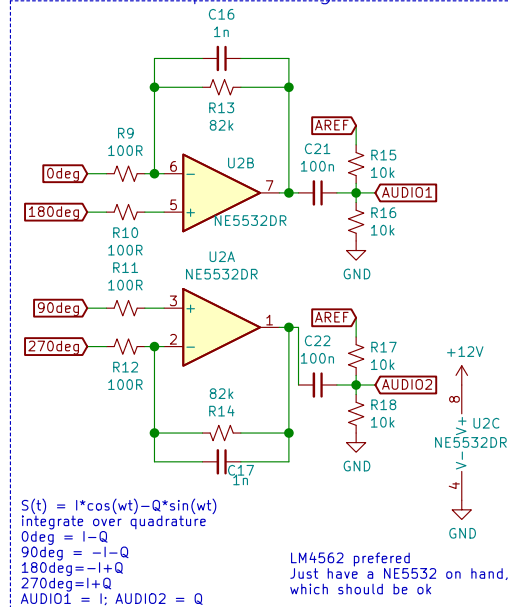 C16
1n
R13
82k
R9
100R
0deg
6
−
U2B
7
180deg
5
+
NE5532DR
R10
100R
C21
100n
AREF
R15
10k
AUDIO1
R16
10k
GND
R11
100R
U2A
NE5532DR
90deg
3
+
1
270deg
2
−
R12
100R
C22
100n
AREF
R17
10k
AUDIO2
R18
10k
GND
82k
R14
C17
1n
+12V
8
V+
U2C
NE5532DR
V−
4
GND
S(t) = I*cos(wt)-Q*sin(wt)
integrate over quadrature
0deg = I-Q
90deg = -I-Q
180deg=-I+Q
270deg=I+Q
AUDIO1 = I; AUDIO2 = Q
LM4562 prefered
Just have a NE5532 on hand,
which should be ok